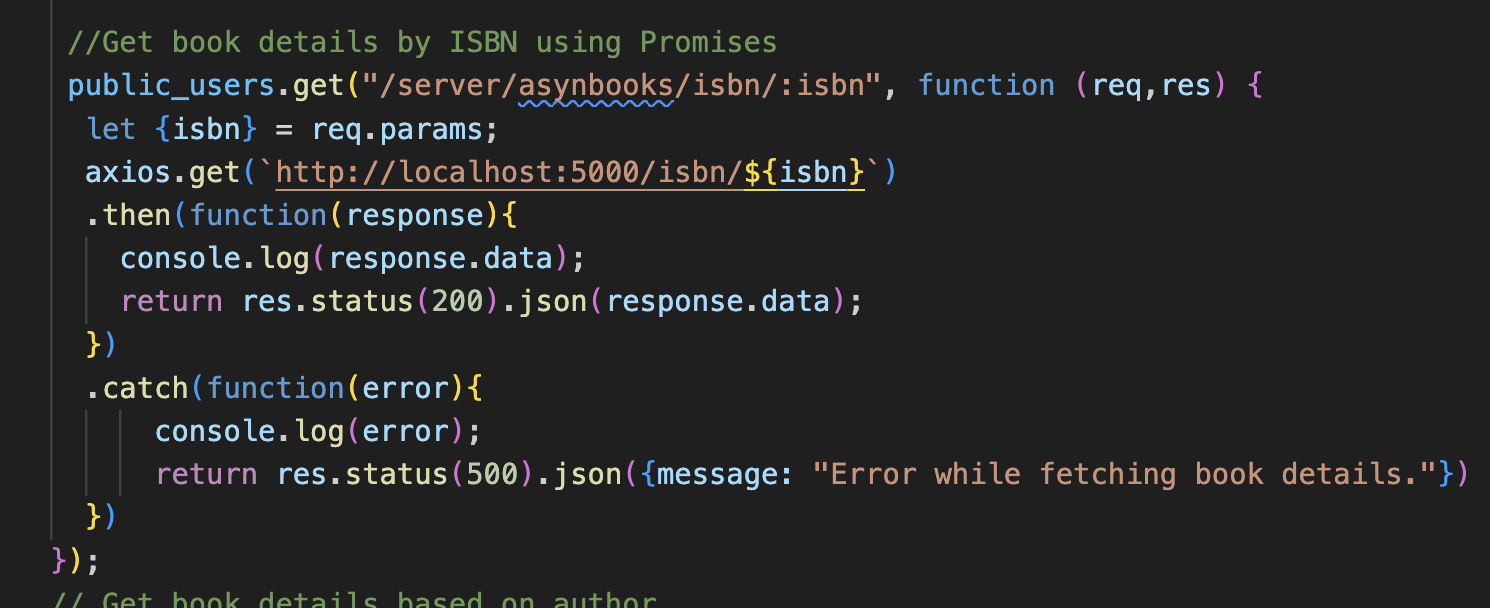 //Get book details by ISBN using Promises
public_users.get("/server/asynbooks/isbn/:isbn", function (req,res) {
let {isbn} = req.params;
axios.get(`http://localhost:5000/isbn/${isbn}`)
.then(function(response){
console.log(response.data);
return res.status(200).json(response.data);
})
.catch(function(error){
console.log(error);
return res.status(500).json({message: "Error while fetching book details."})
})
});
// Get book details based on author